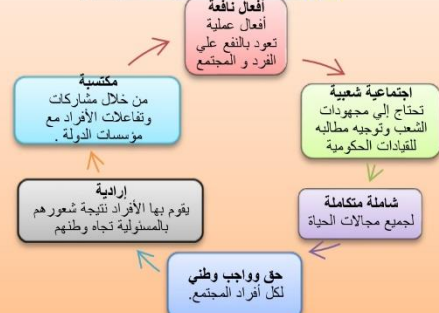 أفعال نافعة
أفعال عملية
تعود بالنفع علي
الفرد و المجتمع
اجتماعية شعبية
تحتاج إلي مجهودات
الشعب وتوجيه مطالبه
للقيادات الحكومية
شاملة متكاملة
لجميع مجالات الحياة
حق وواجب وطني
لكل أفراد المجتمع.
إرادية
يقوم بها الأفراد نتيجة شعورهم
بالمسئولية تجاه وطنهم
مكتسبة
من خلال مشاركات
وتفاعلات الأفراد مع
مؤسسات الدولة .